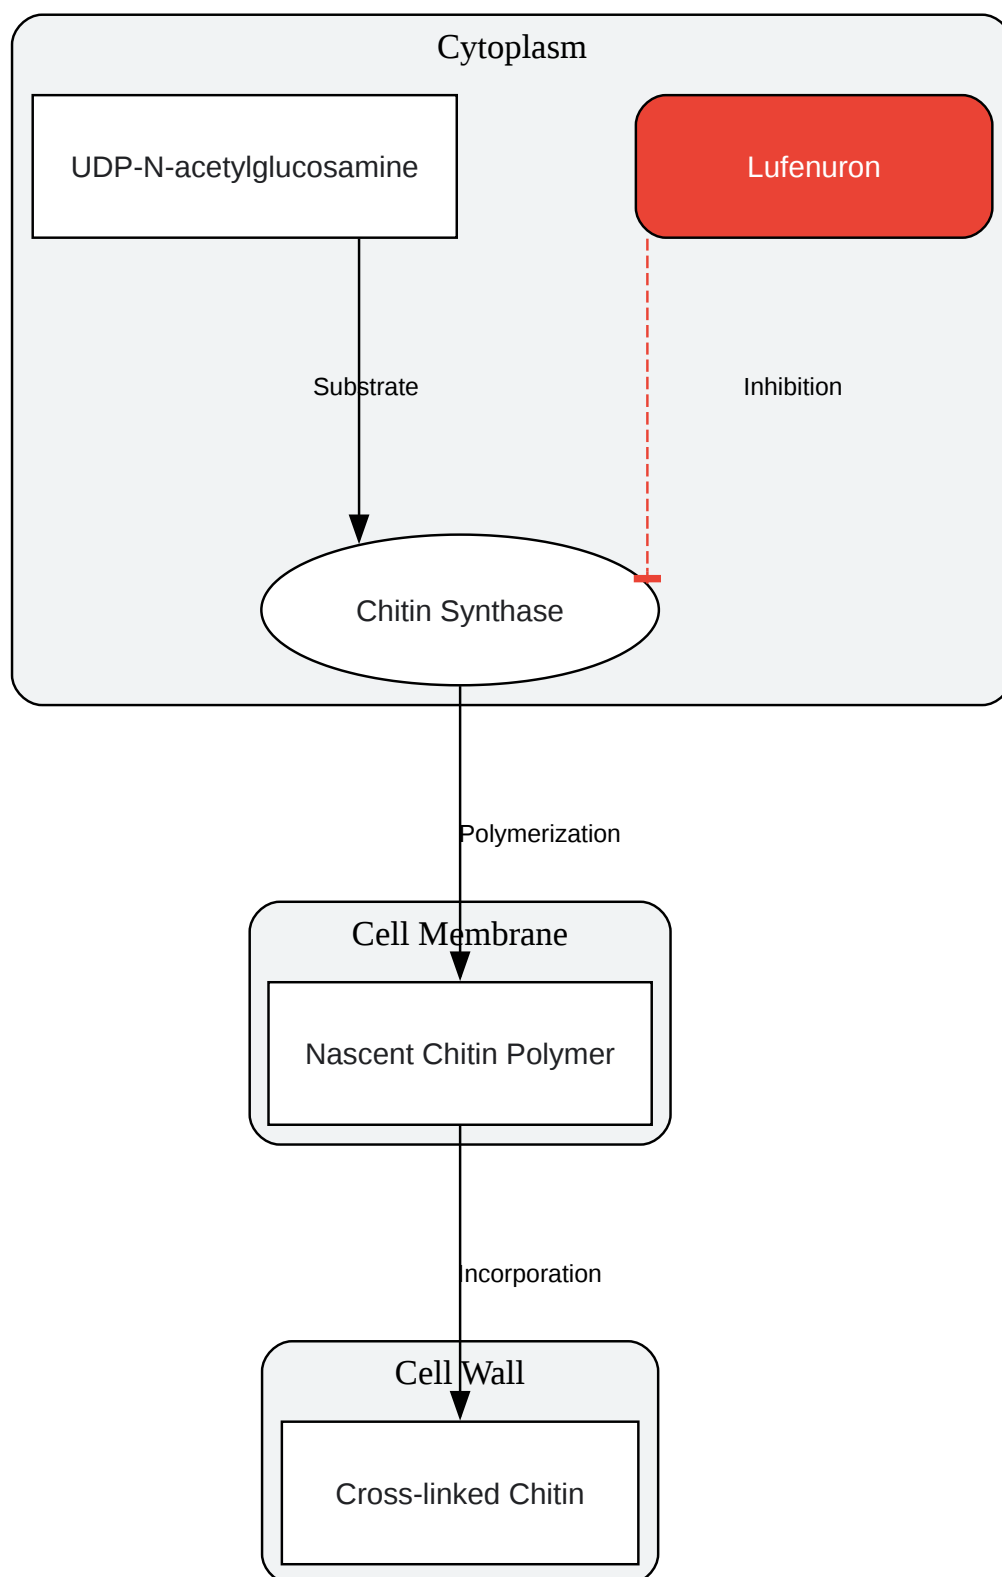 Cytoplasm
UDP-N-acetylglucosamine
Lufenuron
Substrate
Inhibition
Chitin Synthase
Polymerization
Cell Membrane
Nascent Chitin Polymer
Incorporation
Cell Wall
Cross-linked Chitin